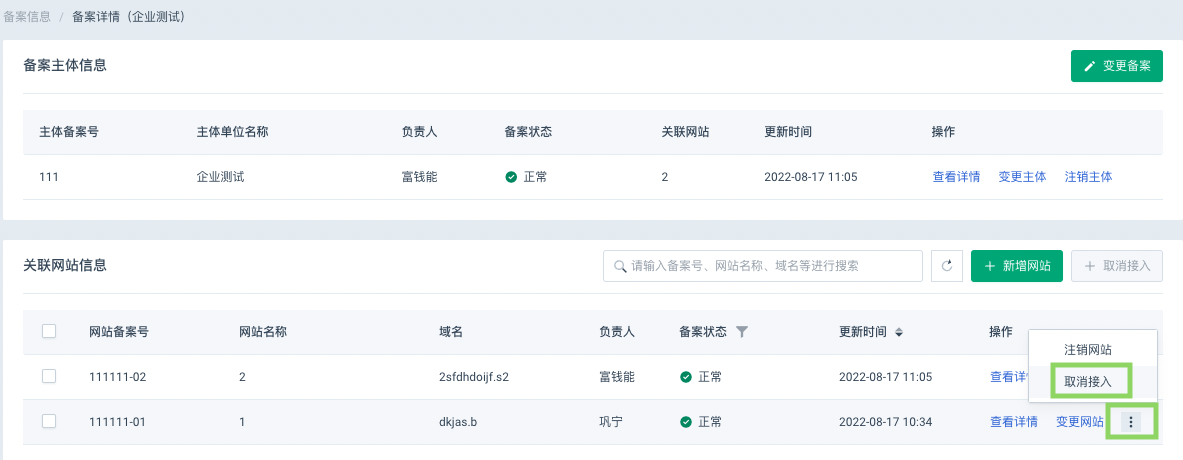 备案信息 / 备案详情（企业测试）
备案主体信息 变更备案
主体备案号 主体单位名称 负责人 备案状态 关联网站 更新时间 操作
111 企业测试 富钱能 正常 2 2022-08-17 11:05 查看详情 变更主体 注销主体
关联网站信息 请输入备案号、网站名称、域名等进行搜索 + 新增网站 + 取消接入
网站备案号 网站名称 域名 负责人 备案状态 更新时间 操作
注销网站
111111-02 2 2sfdhdoijf.s2 富钱能 正常 2022-08-17 11:05 查看详
取消接入
111111-01 1 dkjas.b 巩宁 正常 2022-08-17 10:34 查看详情 变更网站